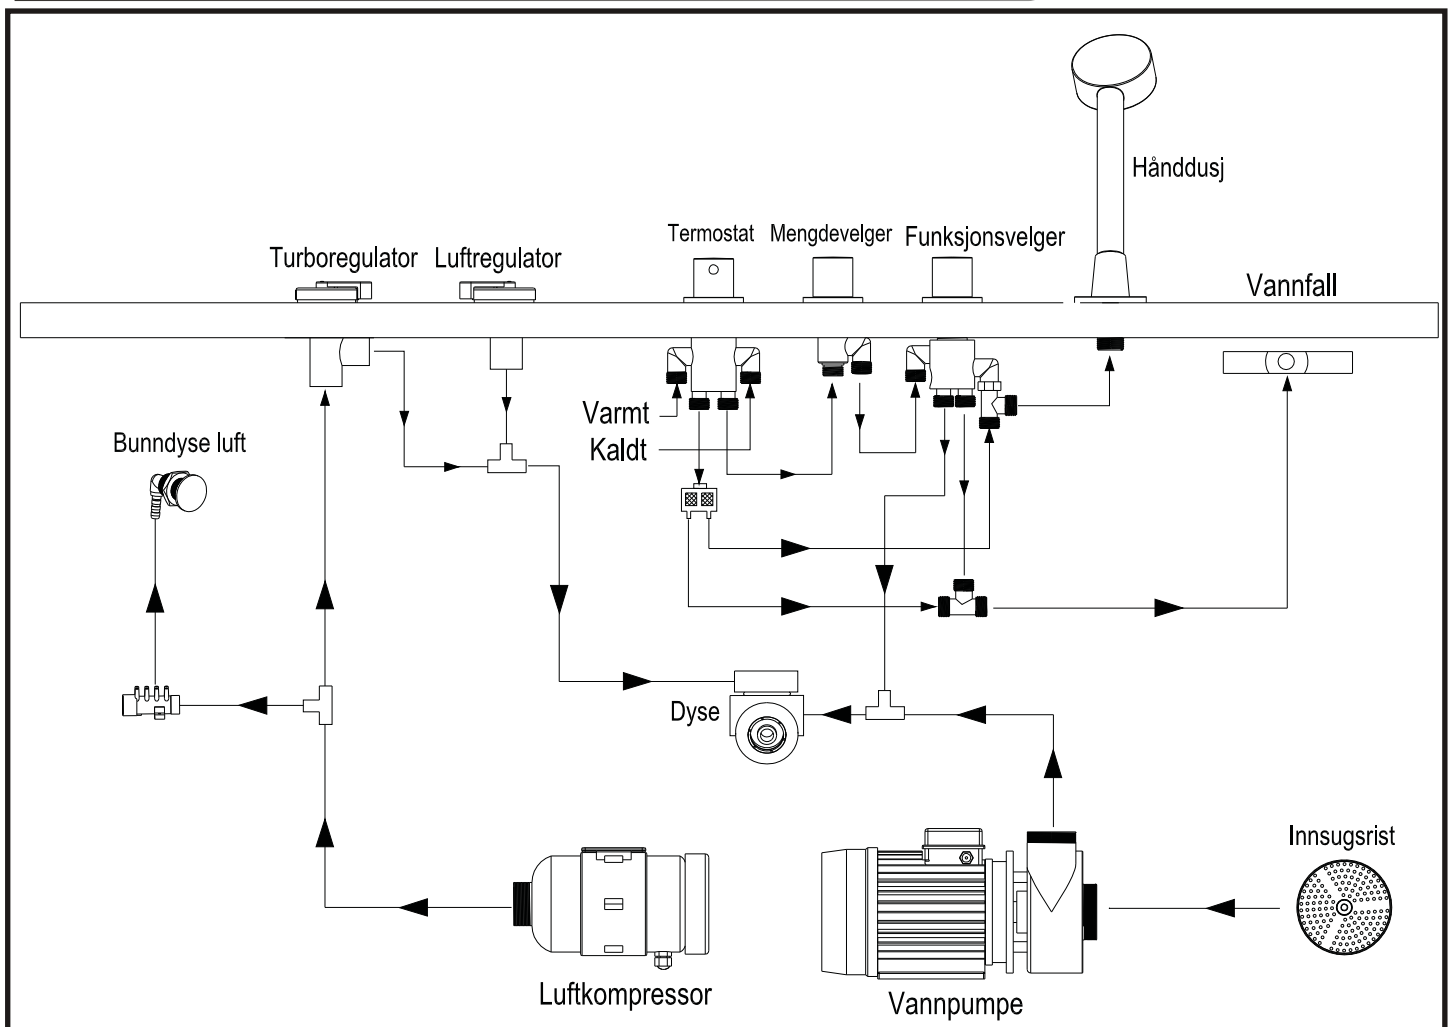 Hånddusj
Termostat
Mengdevelger
Funksjonsvelger
Turboregulator
Luftregulator
Vannfall
Varmt
Kaldt
Bunndyse luft
Dyse
Innsugsrist
Luftkompressor
Vannpumpe